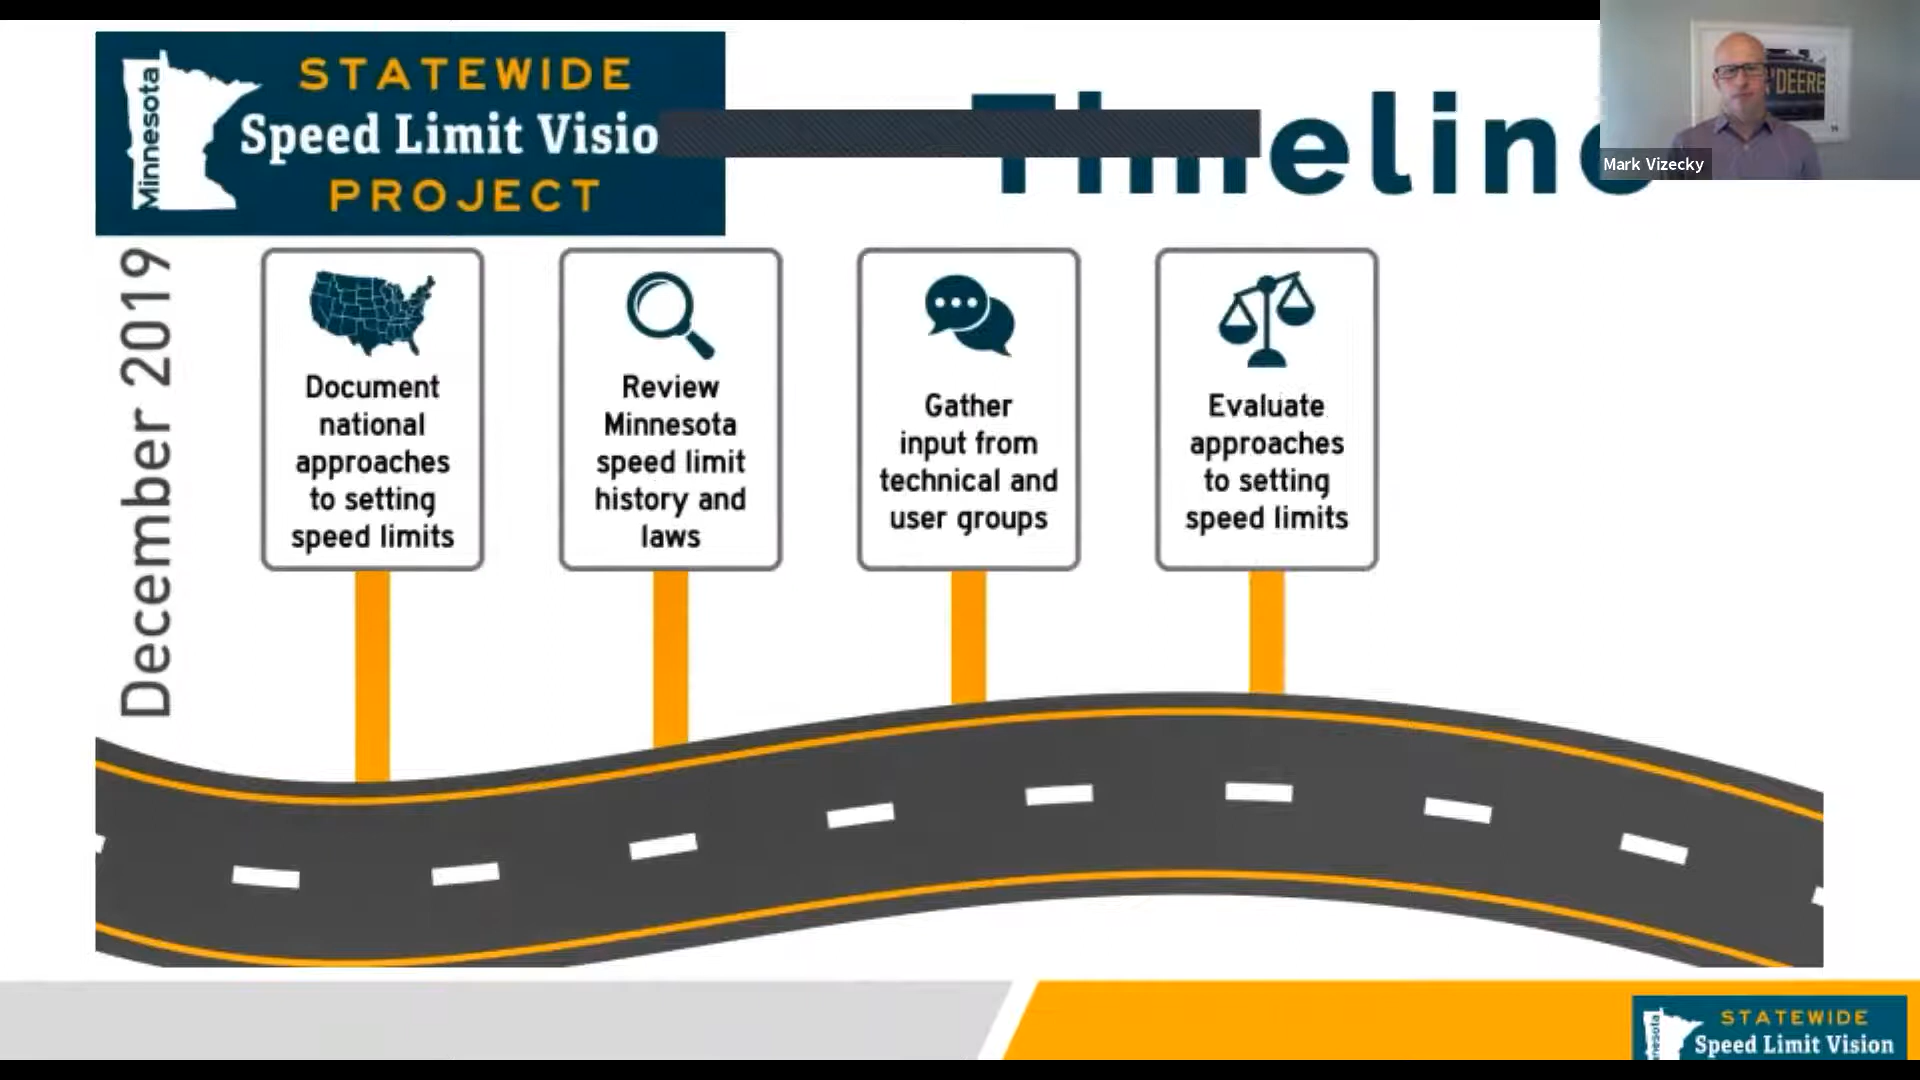 STATEWIDE
Minnesota
Speed Limit Visio
PROJECT
Timeline
'DEERE
Mark Vizecky
December 2019
Document
national
approaches
to setting
speed limits
Review
Minnesota
speed limit
history and
laws
Gather
input from
technical and
user groups
Evaluate
approaches
to setting
speed limits
STATEWIDE
Speed Limit Vision